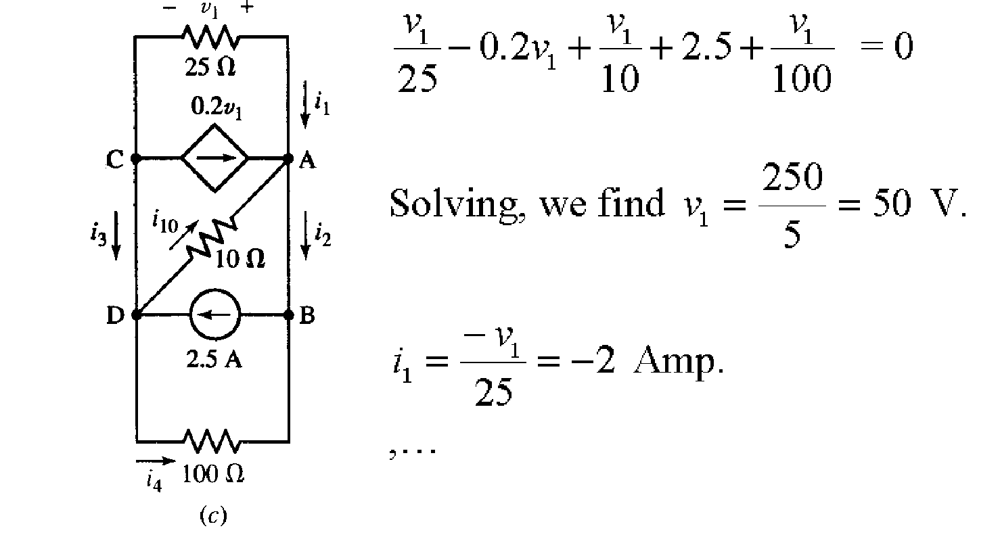 − v₁ +
25 Ω
0.2v₁
i₁
C
A
i₃
i₁₀
i₂
10 Ω
D
B
2.5 A
i₄
100 Ω
(c)
v₁/25 − 0.2v₁ + v₁/10 + 2.5 + v₁/100 = 0
Solving, we find v₁ = 250/5 = 50 V.
i₁ = −v₁/25 = −2 Amp.
,…